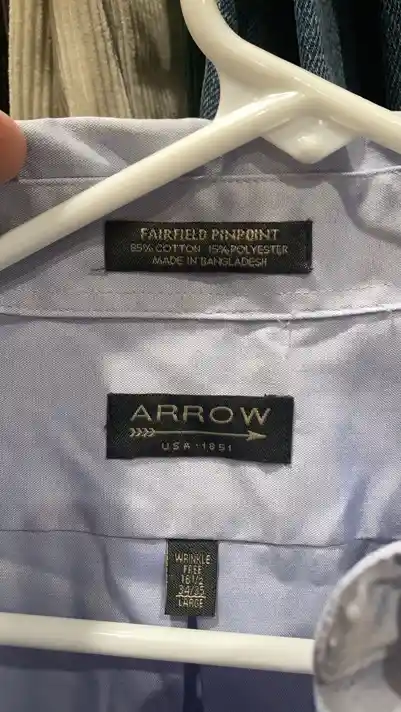 FAIRFIELD PINPOINT
85% COTTON 15% POLYESTER
MADE IN BANGLADESH
ARROW
USA · 1851
WRINKLE
FREE
16 1/2
34/35
LARGE